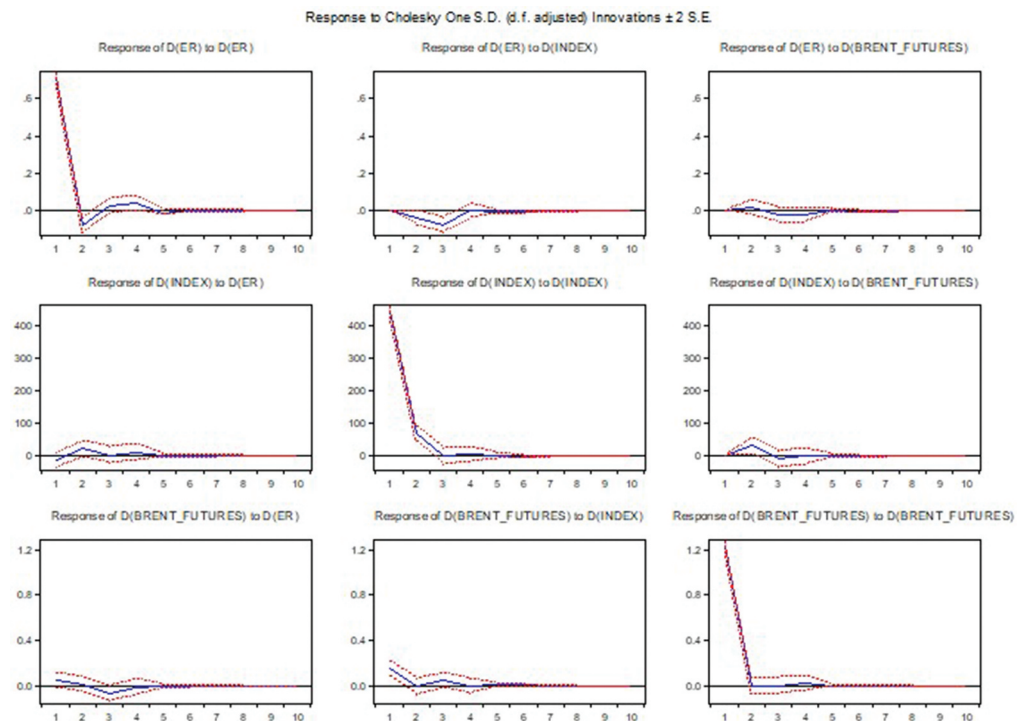 Response to Cholesky One S.D. (d.f. adjusted) Innovations ± 2 S.E.
Response of D(ER) to D(ER)
.6
.4
.2
.0
1 2 3 4 5 6 7 8 9 10
Response of D(ER) to D(INDEX)
.6
.4
.2
.0
1 2 3 4 5 6 7 8 9 10
Response of D(ER) to D(BRENT_FUTURES)
.6
.4
.2
.0
1 2 3 4 5 6 7 8 9 10
Response of D(INDEX) to D(ER)
400
300
200
100
0
1 2 3 4 5 6 7 8 9 10
Response of D(INDEX) to D(INDEX)
400
300
200
100
0
1 2 3 4 5 6 7 8 9 10
Response of D(INDEX) to D(BRENT_FUTURES)
400
300
200
100
0
1 2 3 4 5 6 7 8 9 10
Response of D(BRENT_FUTURES) to D(ER)
1.2
0.8
0.4
0.0
1 2 3 4 5 6 7 8 9 10
Response of D(BRENT_FUTURES) to D(INDEX)
1.2
0.8
0.4
0.0
1 2 3 4 5 6 7 8 9 10
Response of D(BRENT_FUTURES) to D(BRENT_FUTURES)
1.2
0.8
0.4
0.0
1 2 3 4 5 6 7 8 9 10